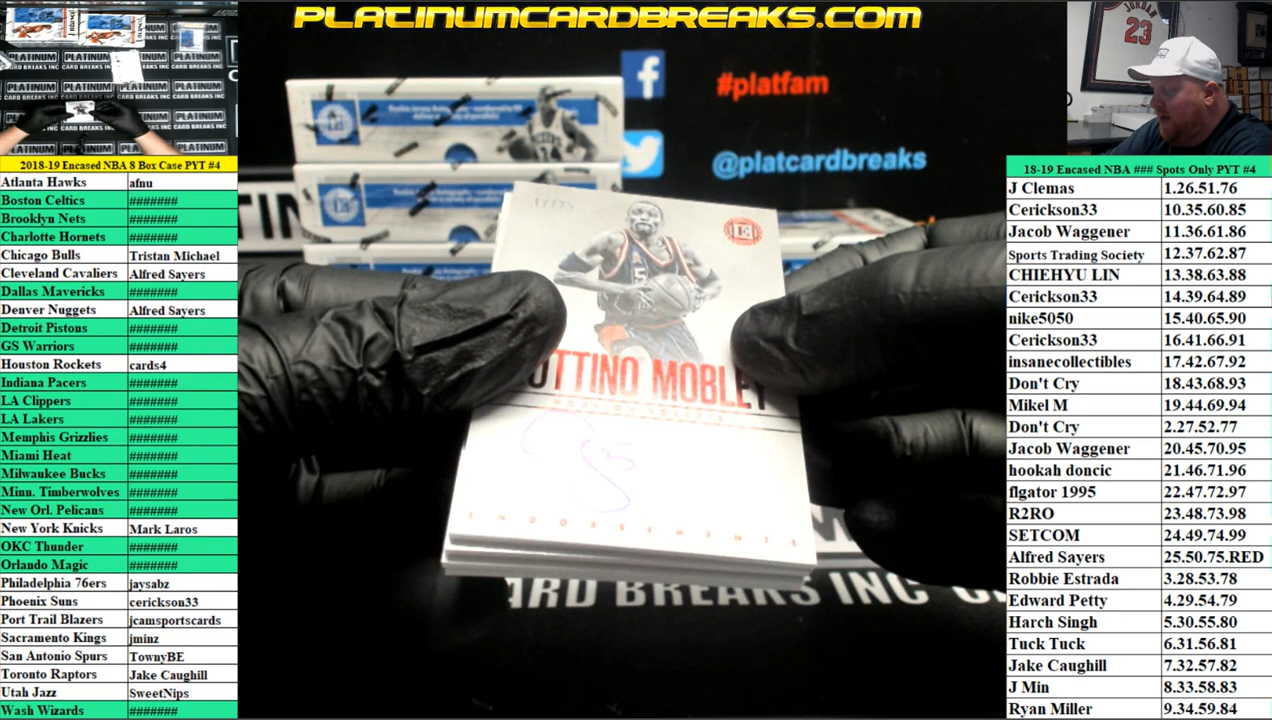 PLATINUMCARDBREAKS.COM
#platfam
@platcardbreaks
JORDAN
23
PLATINUM
CARD BREAKS INC
2018-19 Encased NBA 8 Box Case PYT #4
Atlanta Hawks afnu
Boston Celtics #######
Brooklyn Nets #######
Charlotte Hornets #######
Chicago Bulls Tristan Michael
Cleveland Cavaliers Alfred Sayers
Dallas Mavericks #######
Denver Nuggets Alfred Sayers
Detroit Pistons #######
GS Warriors #######
Houston Rockets cards4
Indiana Pacers #######
LA Clippers #######
LA Lakers #######
Memphis Grizzlies #######
Miami Heat #######
Milwaukee Bucks #######
Minn. Timberwolves #######
New Orl. Pelicans #######
New York Knicks Mark Laros
OKC Thunder #######
Orlando Magic #######
Philadelphia 76ers jaysabz
Phoenix Suns cerickson33
Port Trail Blazers jcamsportscards
Sacramento Kings jminz
San Antonio Spurs TownyBE
Toronto Raptors Jake Caughill
Utah Jazz SweetNips
Wash Wizards #######
OTTINO MOBLEY
ENDORSEMENTS
ARD BREAKS INC
18-19 Encased NBA ### Spots Only PYT #4
J Clemas 1.26.51.76
Cerickson33 10.35.60.85
Jacob Waggener 11.36.61.86
Sports Trading Society 12.37.62.87
CHIEHYU LIN 13.38.63.88
Cerickson33 14.39.64.89
nike5050 15.40.65.90
Cerickson33 16.41.66.91
insanecollectibles 17.42.67.92
Don't Cry 18.43.68.93
Mikel M 19.44.69.94
Don't Cry 2.27.52.77
Jacob Waggener 20.45.70.95
hookah doncic 21.46.71.96
flgator 1995 22.47.72.97
R2RO 23.48.73.98
SETCOM 24.49.74.99
Alfred Sayers 25.50.75.RED
Robbie Estrada 3.28.53.78
Edward Petty 4.29.54.79
Harch Singh 5.30.55.80
Tuck Tuck 6.31.56.81
Jake Caughill 7.32.57.82
J Min 8.33.58.83
Ryan Miller 9.34.59.84